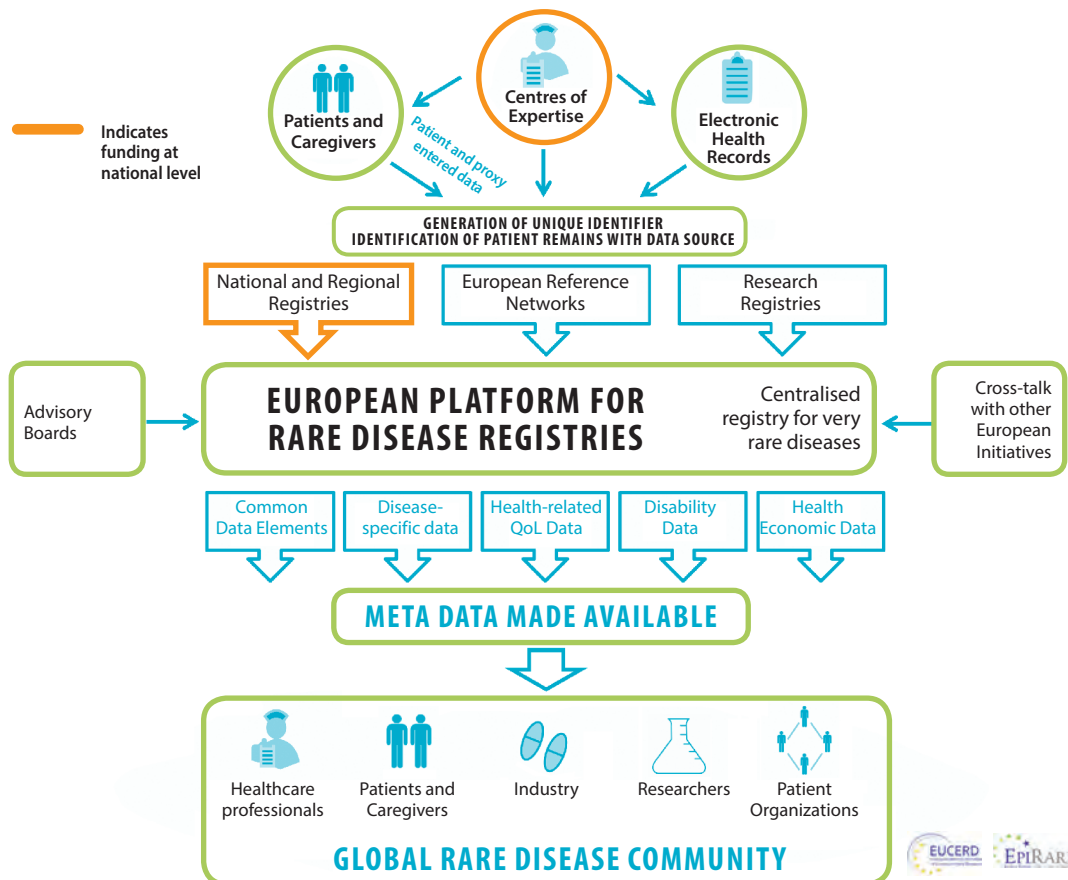 Patients and
Caregivers
Centres of
Expertise
Electronic
Health
Records
Indicates
funding at
national level
Patient and proxy
entered data
GENERATION OF UNIQUE IDENTIFIER
IDENTIFICATION OF PATIENT REMAINS WITH DATA SOURCE
National and Regional
Registries
European Reference
Networks
Research
Registries
Advisory
Boards
EUROPEAN PLATFORM FOR
RARE DISEASE REGISTRIES
Centralised
registry for very
rare diseases
Cross-talk
with other
European
Initiatives
Common
Data Elements
Disease-
specific data
Health-related
QoL Data
Disability
Data
Health
Economic Data
META DATA MADE AVAILABLE
Healthcare
professionals
Patients and
Caregivers
Industry
Researchers
Patient
Organizations
GLOBAL RARE DISEASE COMMUNITY
EUCERD
EPIRAR